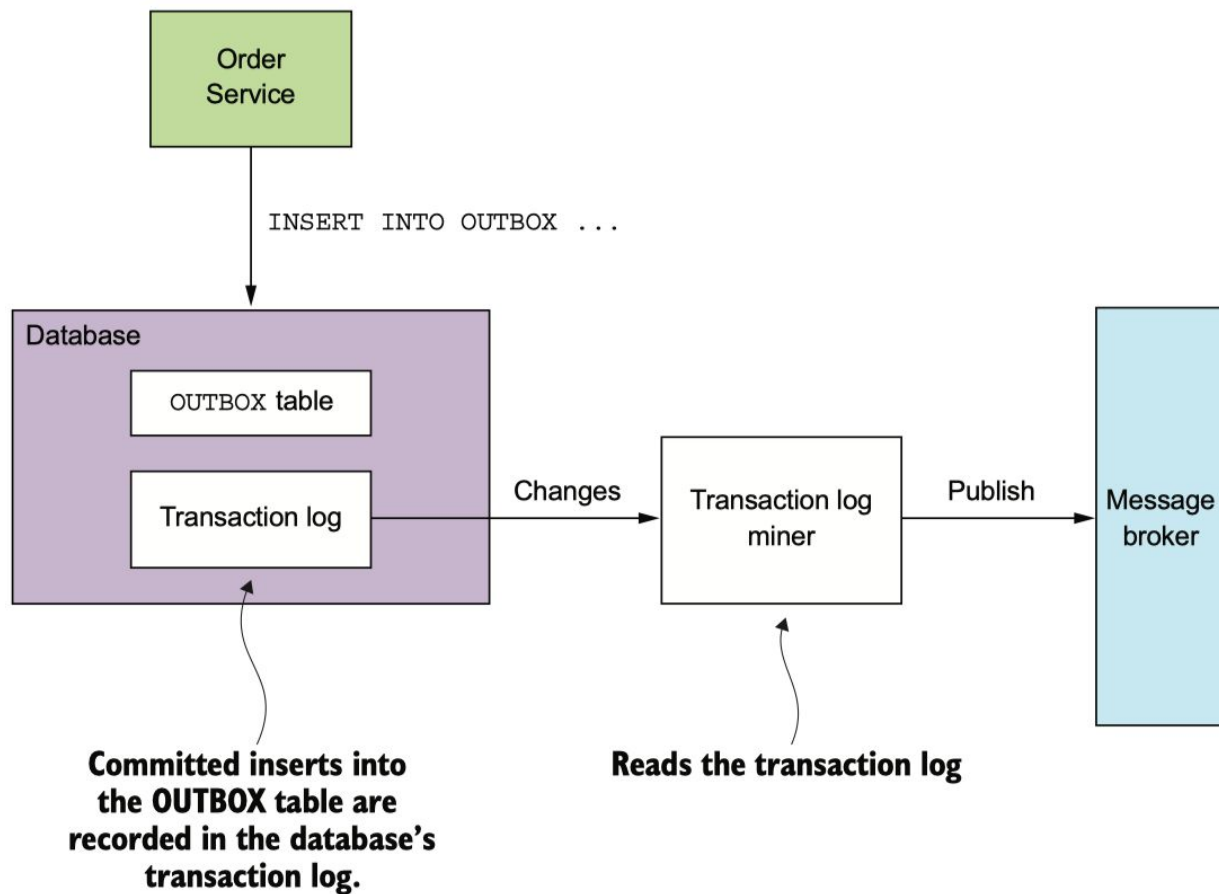 Order
Service
INSERT INTO OUTBOX ...
Database
OUTBOX table
Transaction log
Changes
Transaction log
miner
Publish
Message
broker
Committed inserts into
the OUTBOX table are
recorded in the database's
transaction log.
Reads the transaction log